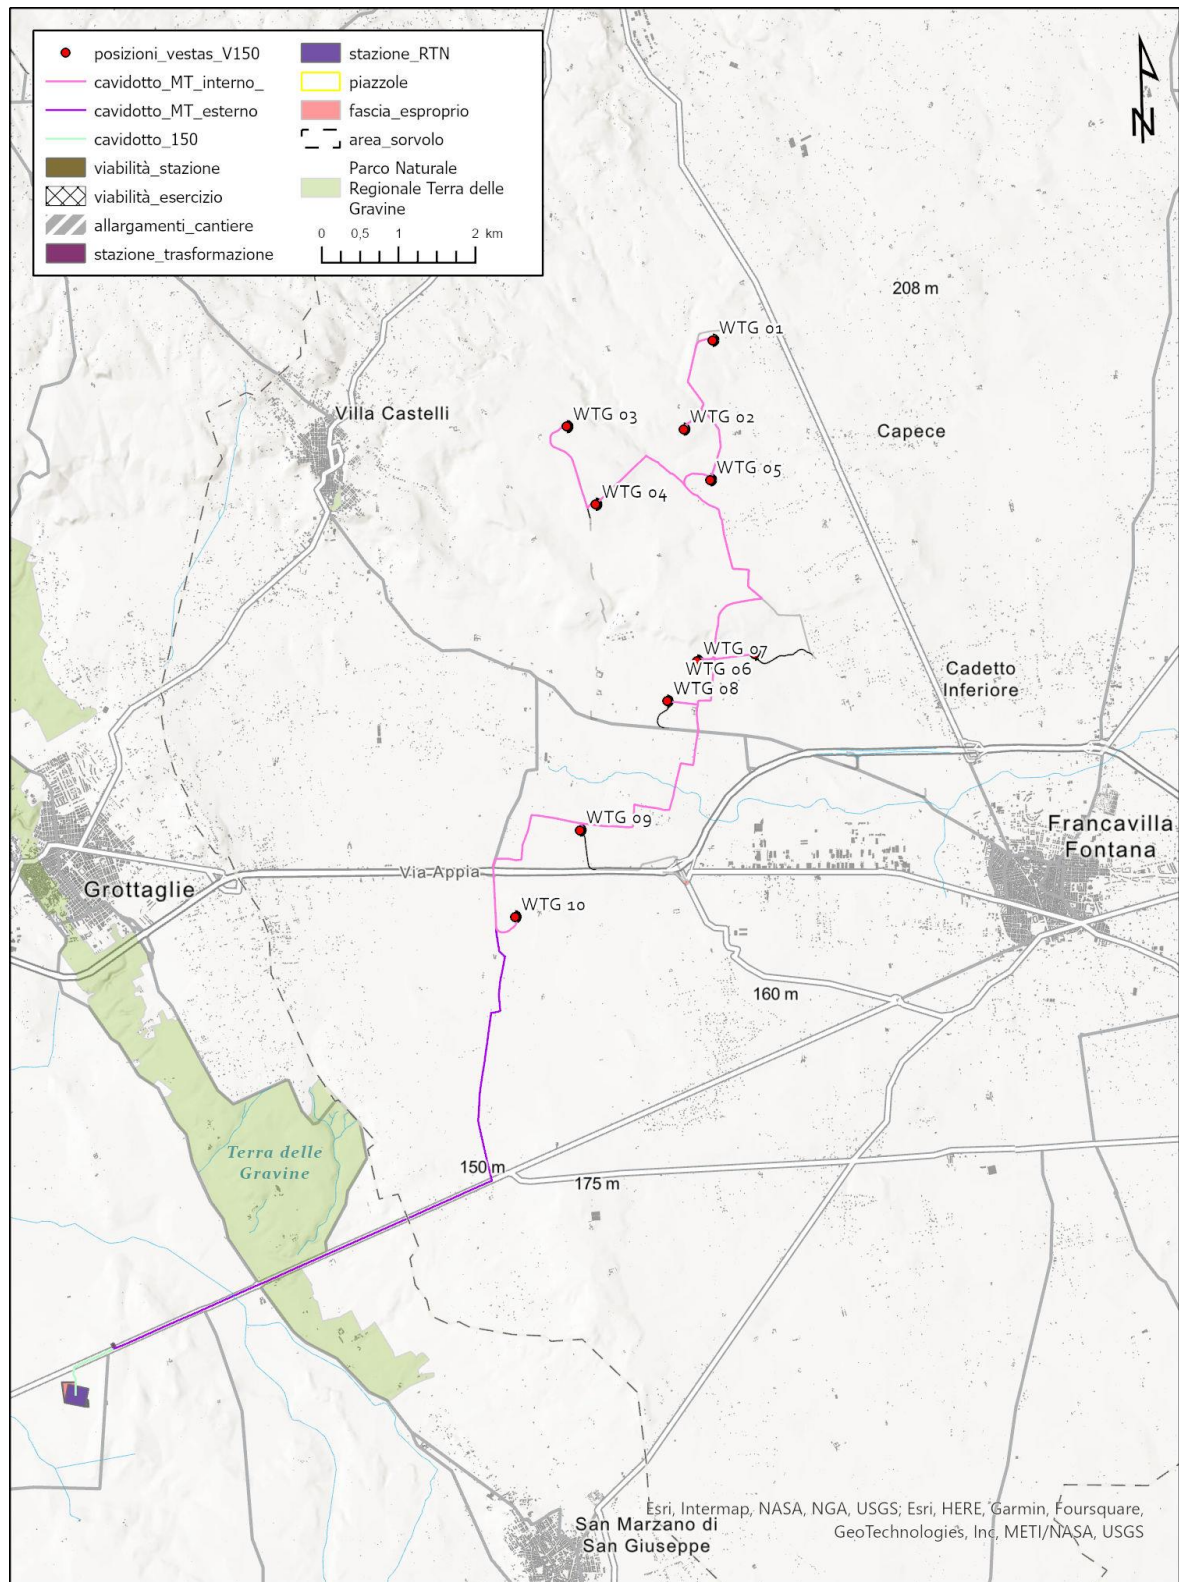 posizioni_vestas_V150
cavidotto_MT_interno_
cavidotto_MT_esterno
cavidotto_150
viabilità_stazione
viabilità_esercizio
allargamenti_cantiere
stazione_trasformazione
stazione_RTN
piazzole
fascia_esproprio
area_sorvolo
Parco Naturale
Regionale Terra delle
Gravine
0 0,5 1 2 km
N
208 m
WTG 01
Villa Castelli
WTG 03
WTG 02
Capece
WTG 05
WTG 04
WTG 07
WTG 06
WTG 08
Cadetto
Inferiore
WTG 09
Francavilla
Fontana
Via Appia
Grottaglie
WTG 10
160 m
Terra delle
Gravine
150 m
175 m
San Marzano di
San Giuseppe
Esri, Intermap, NASA, NGA, USGS; Esri, HERE, Garmin, Foursquare,
GeoTechnologies, Inc, METI/NASA, USGS